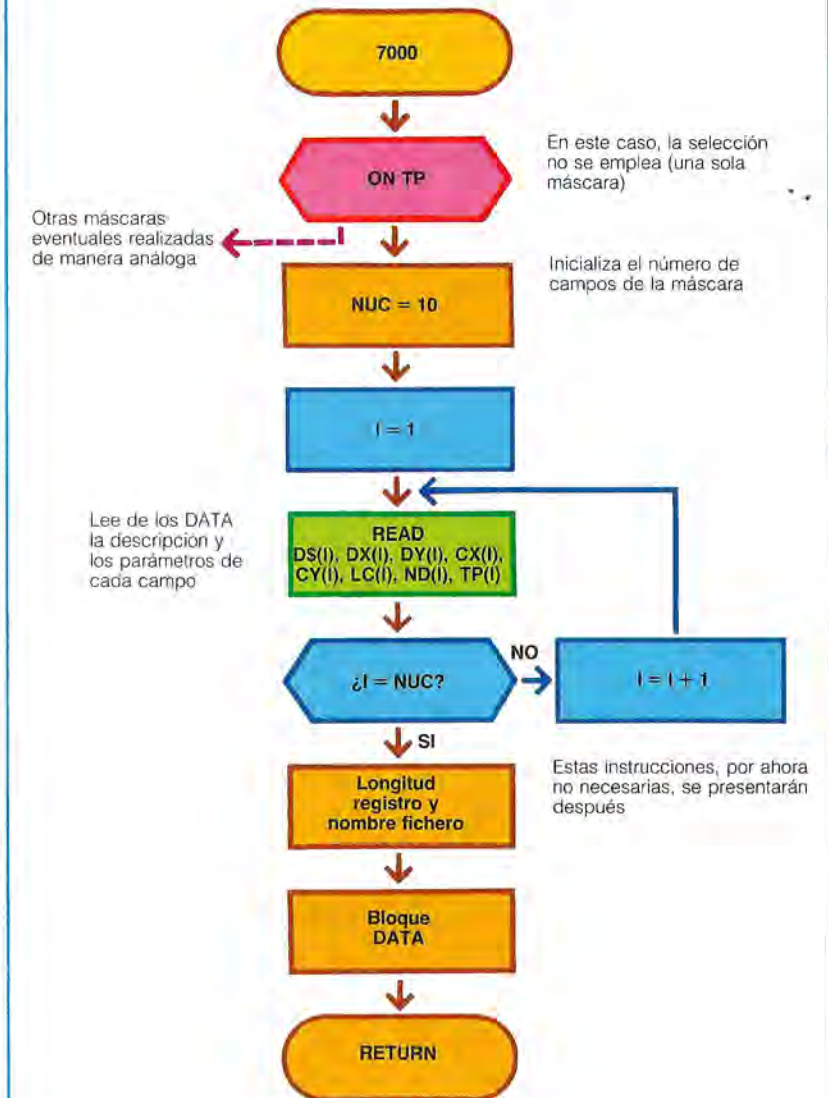 7000
ON TP
En este caso, la selección
no se emplea (una sola
máscara)
Otras máscaras
eventuales realizadas
de manera análoga
NUC = 10
Inicializa el número de
campos de la máscara
I = 1
Lee de los DATA
la descripción y
los parámetros de
cada campo
READ
DS(I), DX(I), DY(I), CX(I),
CY(I), LC(I), ND(I), TP(I)
¿I = NUC?
NO
I = I + 1
SI
Longitud
registro y
nombre fichero
Estas instrucciones, por ahora
no necesarias, se presentarán
después
Bloque
DATA
RETURN